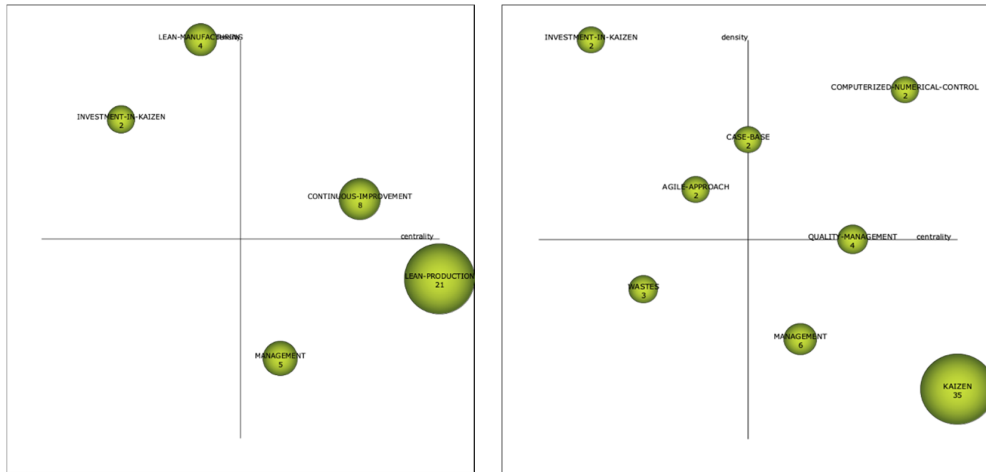 LEAN-MANUFACTURING
4
density
INVESTMENT-IN-KAIZEN
2
CONTINUOUS-IMPROVEMENT
8
centrality
LEAN-PRODUCTION
21
MANAGEMENT
5
INVESTMENT-IN-KAIZEN
2
density
COMPUTERIZED-NUMERICAL-CONTROL
2
CASE-BASE
2
AGILE-APPROACH
2
QUALITY-MANAGEMENT
4
centrality
WASTES
3
MANAGEMENT
6
KAIZEN
35